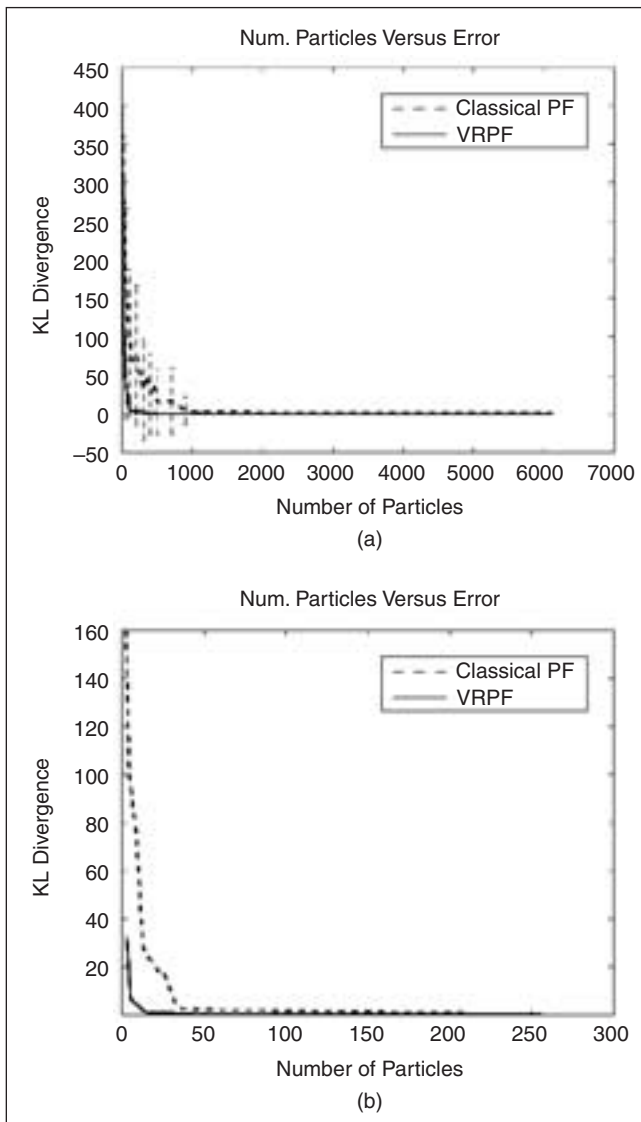 Num. Particles Versus Error
Classical PF
VRPF
450
400
350
300
250
200
150
100
50
0
–50
KL Divergence
0 1000 2000 3000 4000 5000 6000 7000
Number of Particles
(a)
Num. Particles Versus Error
Classical PF
VRPF
160
140
120
100
80
60
40
20
KL Divergence
0 50 100 150 200 250 300
Number of Particles
(b)